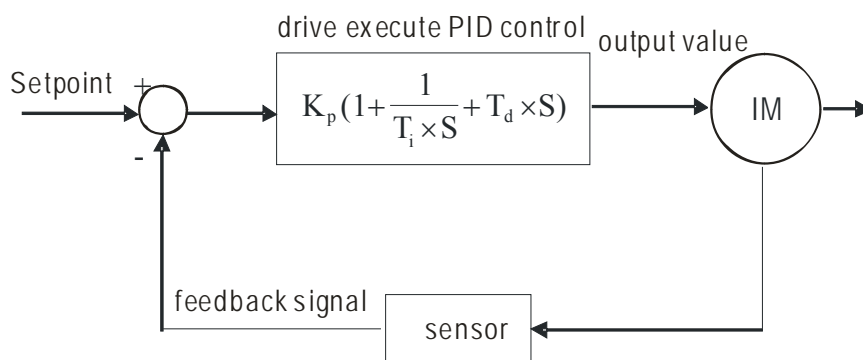 drive execute PID control
output value
Setpoint
+
K_p(1+ 1/(T_i×S) + T_d×S)
IM
-
feedback signal
sensor